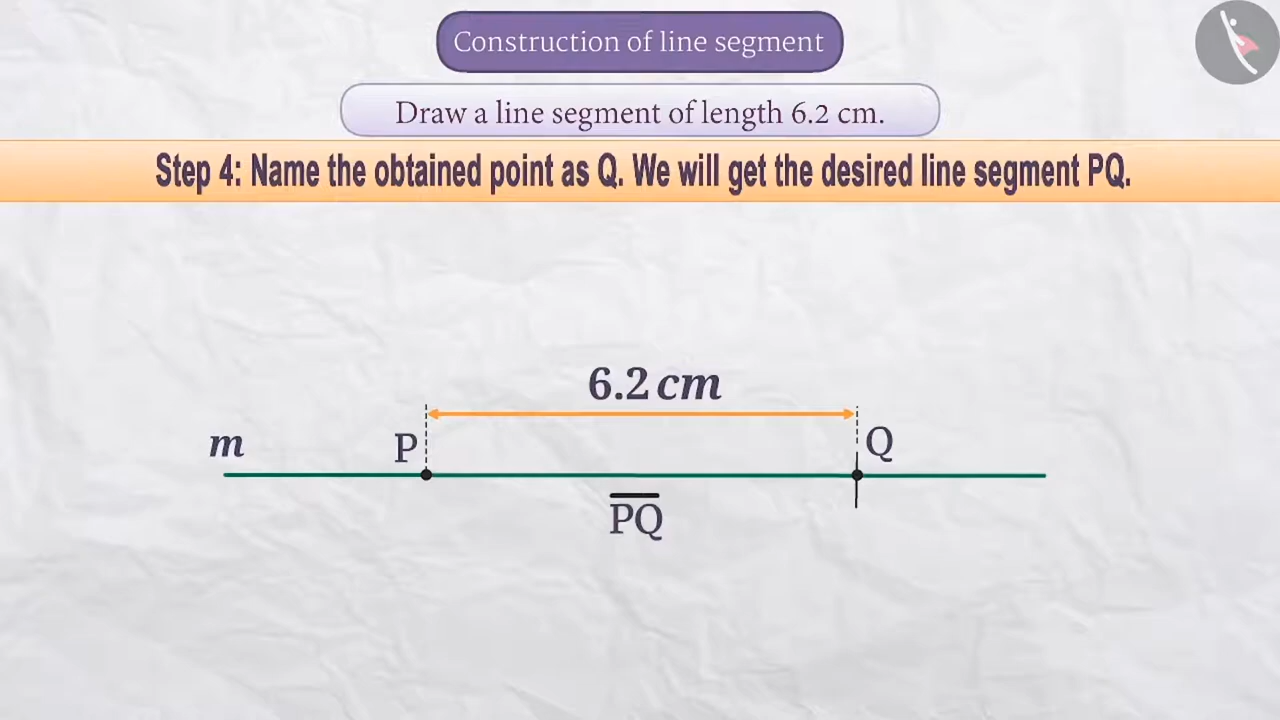 Construction of line segment
Draw a line segment of length 6.2 cm.
Step 4: Name the obtained point as Q. We will get the desired line segment PQ.
6.2 cm
m
P
Q
PQ